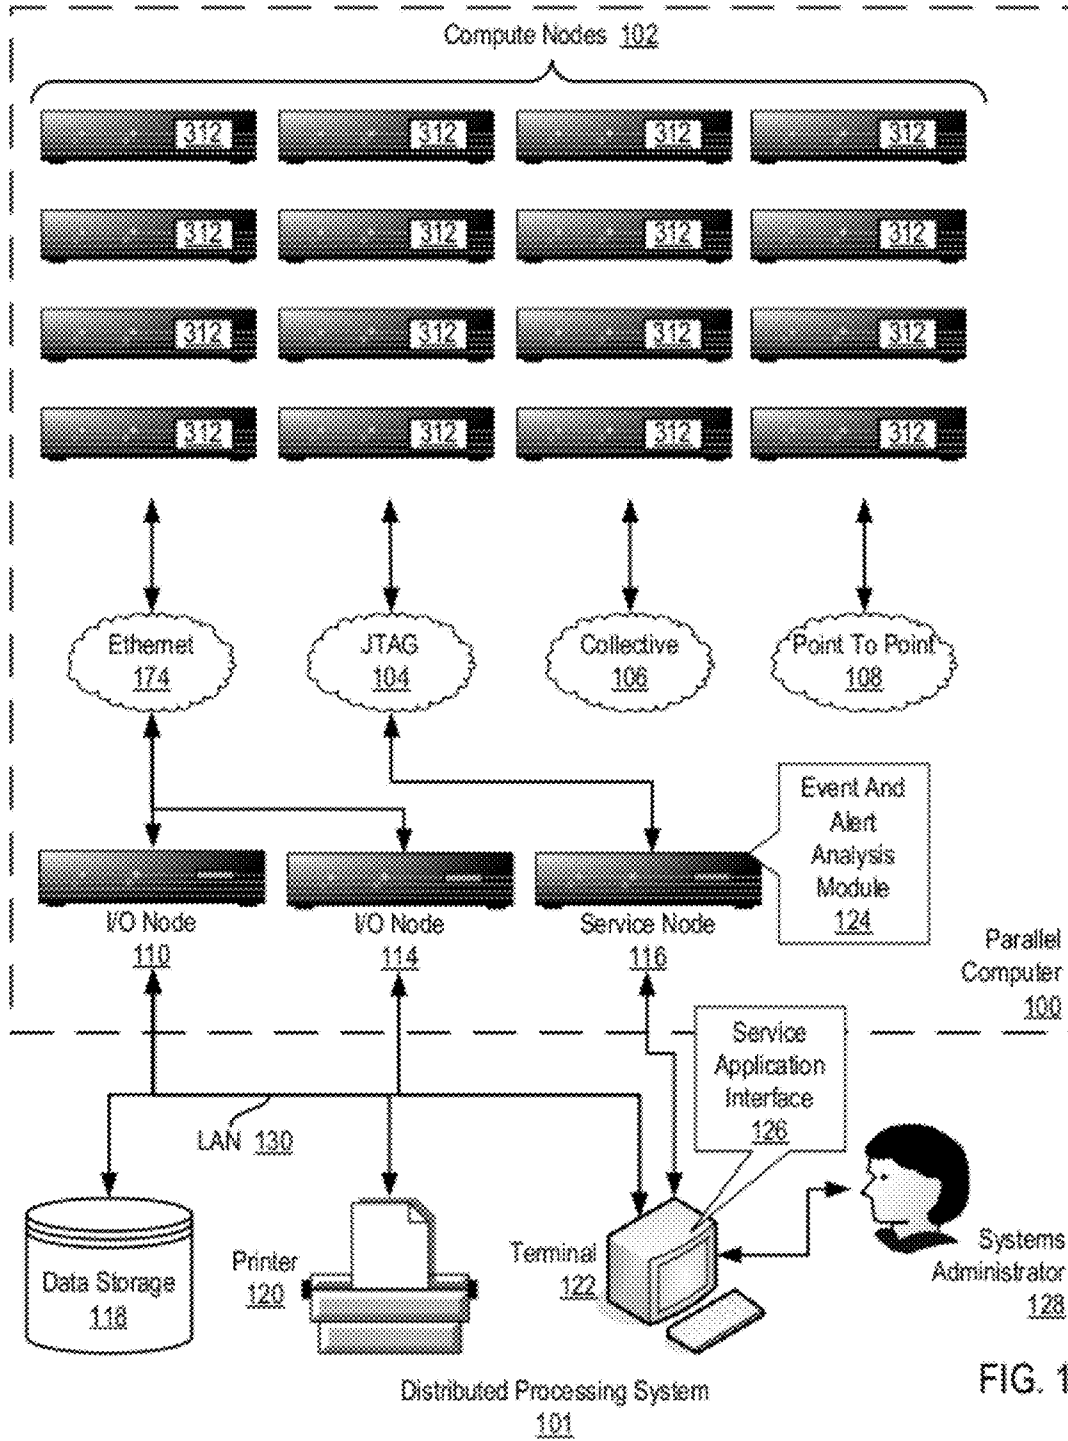 Compute Nodes 102
312 312 312 312
312 312 312 312
312 312 312 312
312 312 312 312
Ethernet
174
JTAG
104
Collective
106
Point To Point
108
Event And
Alert
Analysis
Module
124
I/O Node
110
I/O Node
114
Service Node
116
Parallel
Computer
100
Service
Application
Interface
126
LAN 130
Data Storage
118
Printer
120
Terminal
122
Systems
Administrator
128
Distributed Processing System
101
FIG. 1